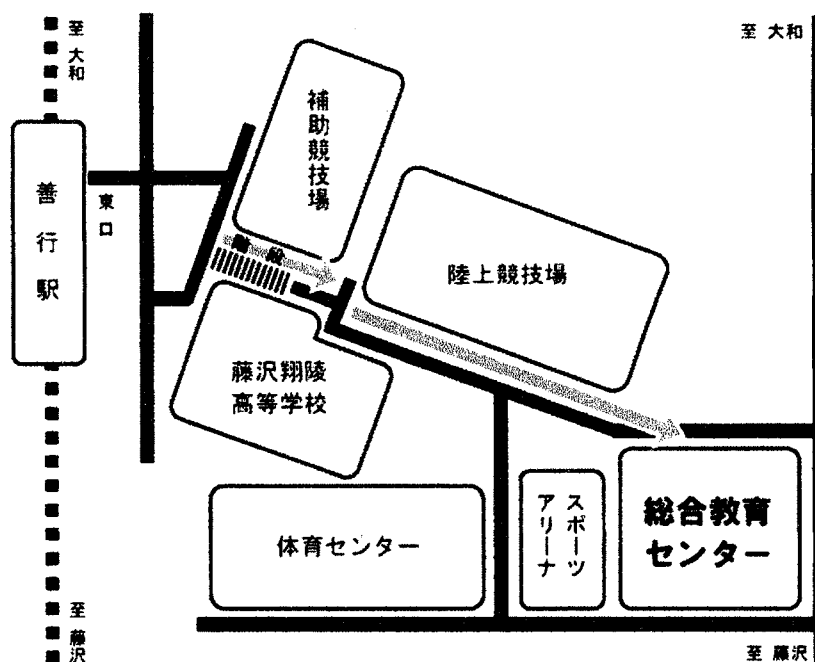 至 大和
至 大和
補助競技場
善行駅
東口
階段
陸上競技場
藤沢翔陵
高等学校
体育センター
スポーツ
アリーナ
総合教育
センター
至 藤沢
至 藤沢